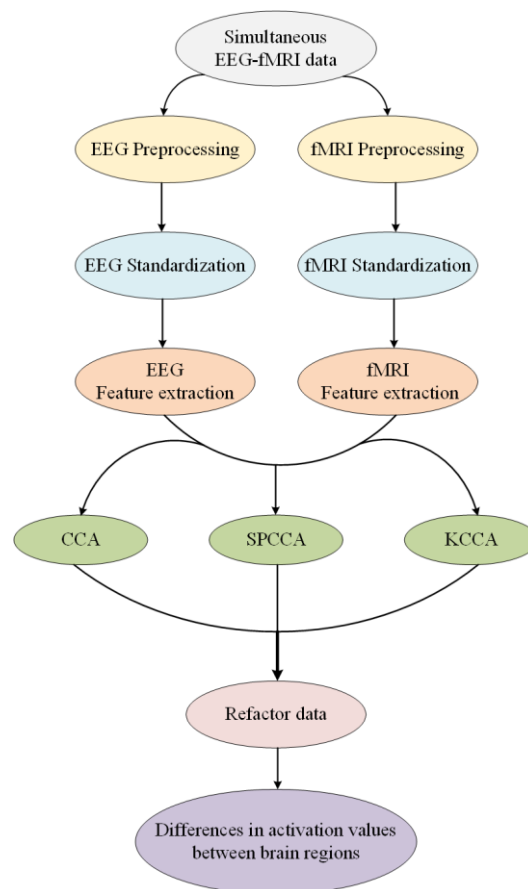 Simultaneous
EEG-fMRI data
EEG Preprocessing
fMRI Preprocessing
EEG Standardization
fMRI Standardization
EEG
Feature extraction
fMRI
Feature extraction
CCA
SPCCA
KCCA
Refactor data
Differences in activation values
between brain regions